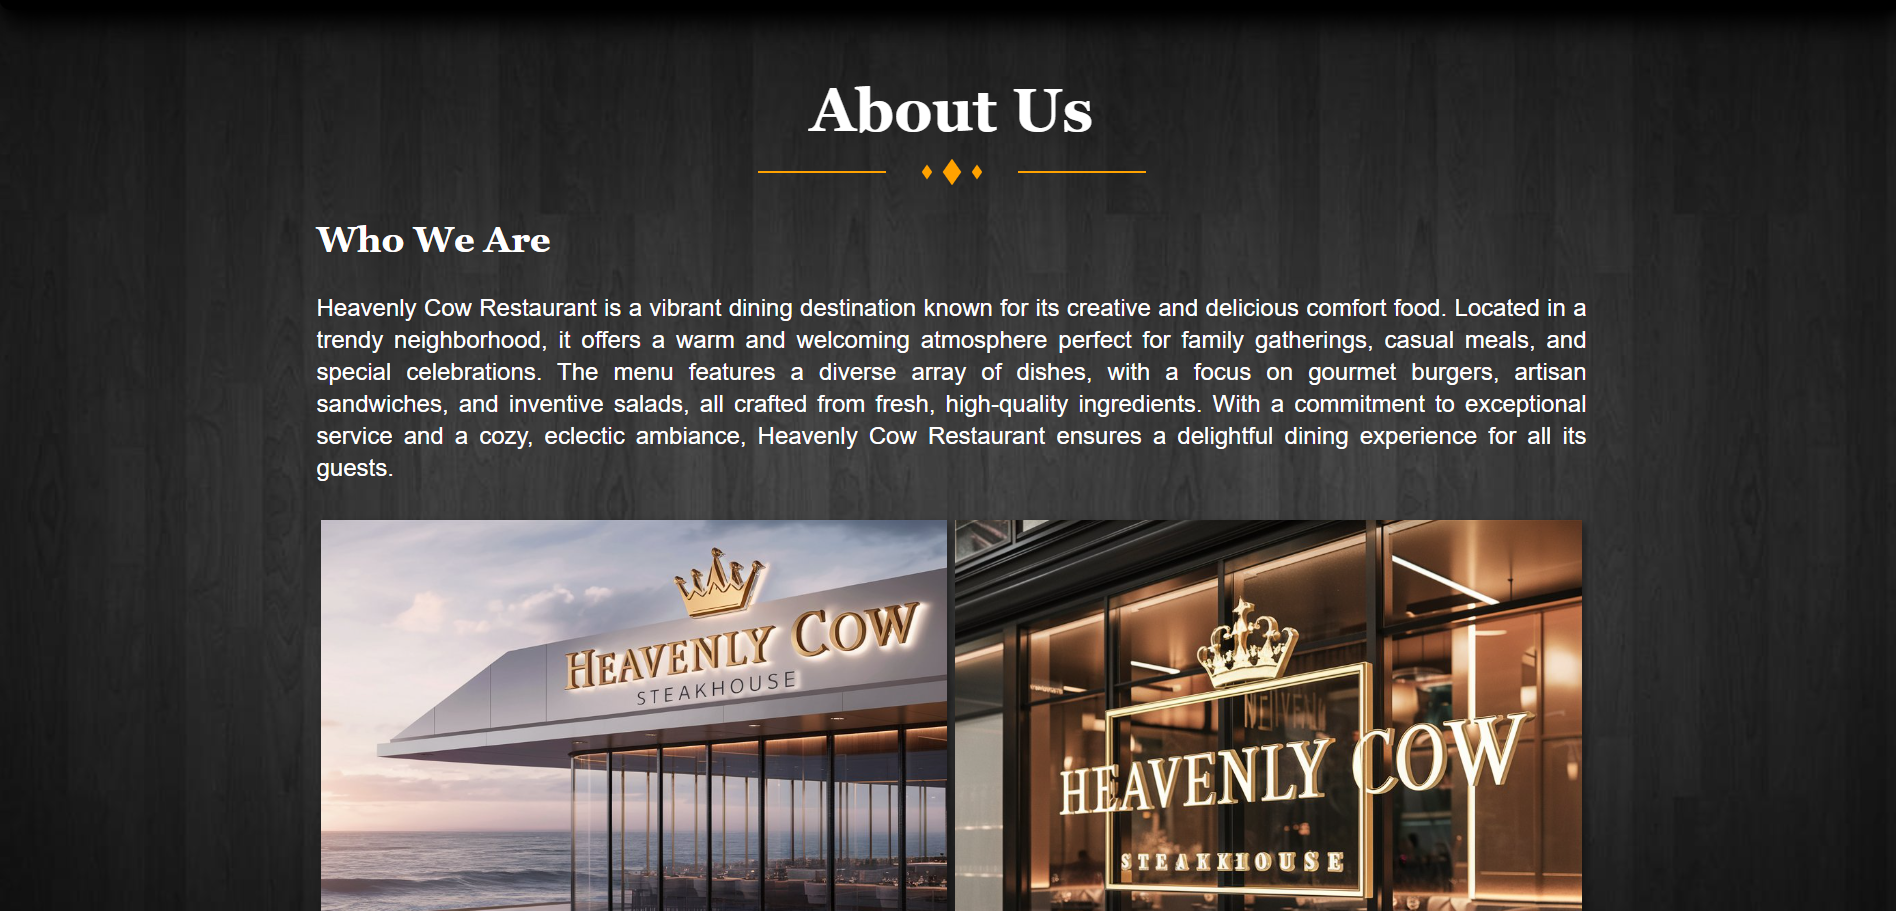 About Us
Who We Are
Heavenly Cow Restaurant is a vibrant dining destination known for its creative and delicious comfort food. Located in a
trendy neighborhood, it offers a warm and welcoming atmosphere perfect for family gatherings, casual meals, and
special celebrations. The menu features a diverse array of dishes, with a focus on gourmet burgers, artisan
sandwiches, and inventive salads, all crafted from fresh, high-quality ingredients. With a commitment to exceptional
service and a cozy, eclectic ambiance, Heavenly Cow Restaurant ensures a delightful dining experience for all its
guests.
HEAVENLY COW
STEAKHOUSE
HEAVENLY COW
STEAKHOUSE